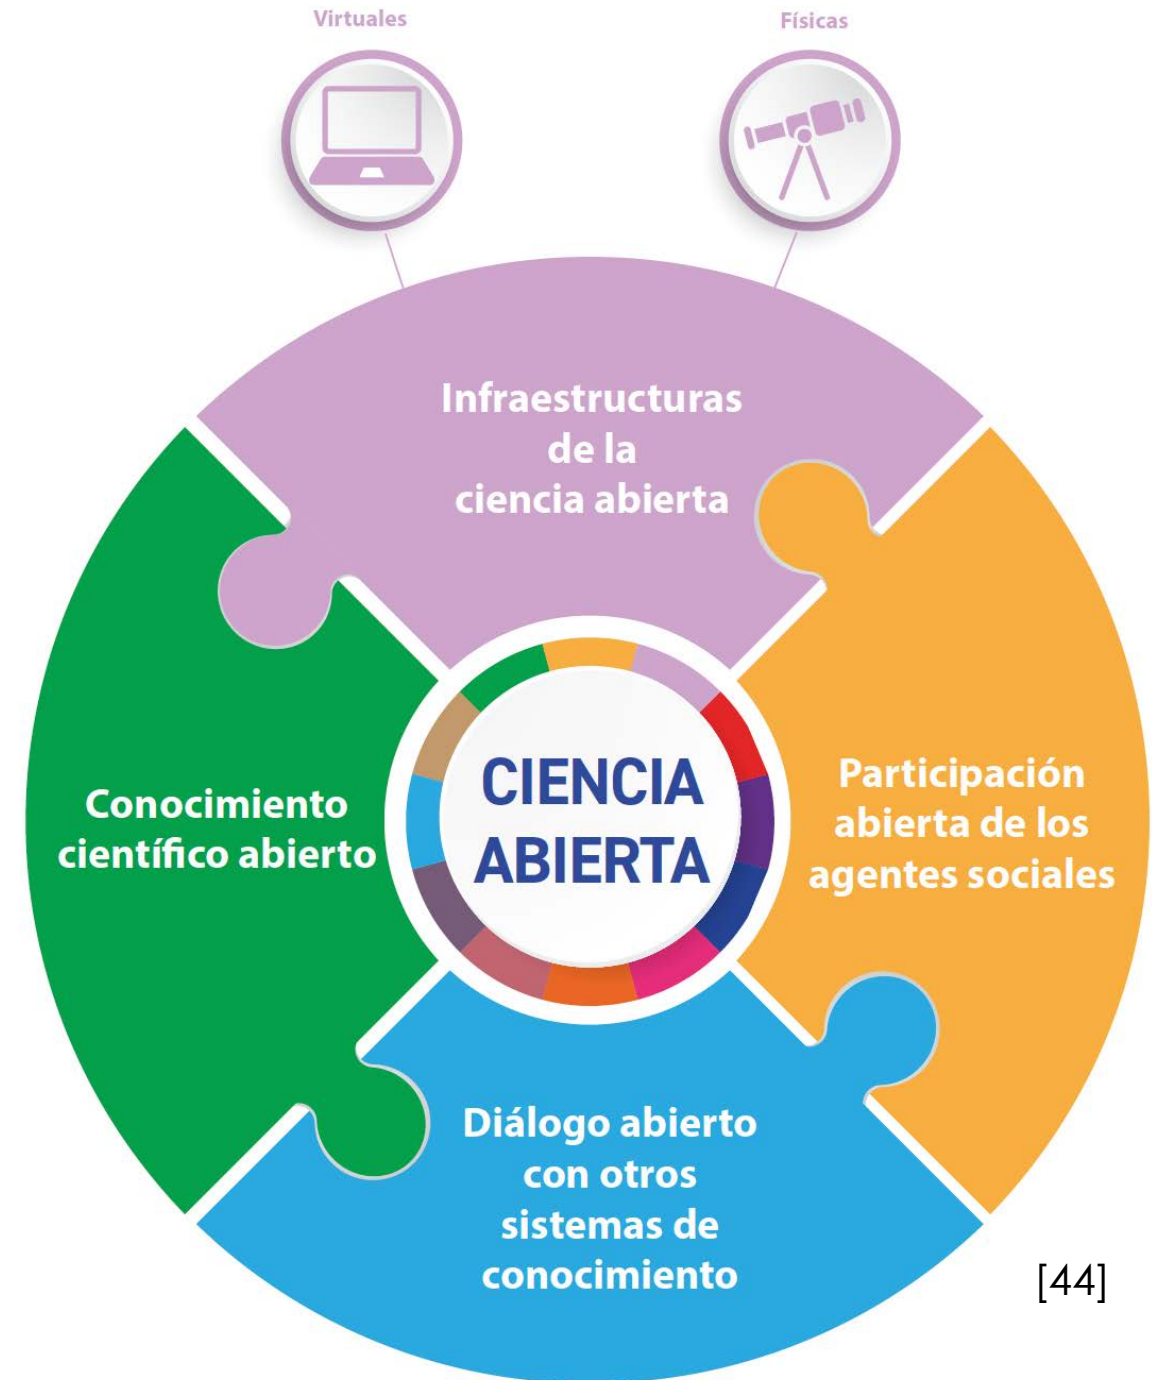 Virtuales
Físicas
Infraestructuras
de la
ciencia abierta
Conocimiento
científico abierto
CIENCIA
ABIERTA
Participación
abierta de los
agentes sociales
Diálogo abierto
con otros
sistemas de
conocimiento
[44]